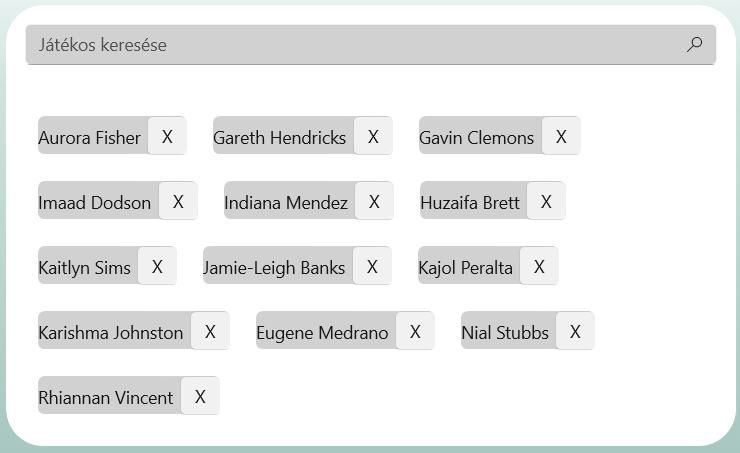 Játékos keresése
Aurora Fisher X Gareth Hendricks X Gavin Clemons X
Imaad Dodson X Indiana Mendez X Huzaifa Brett X
Kaitlyn Sims X Jamie-Leigh Banks X Kajol Peralta X
Karishma Johnston X Eugene Medrano X Nial Stubbs X
Rhiannan Vincent X